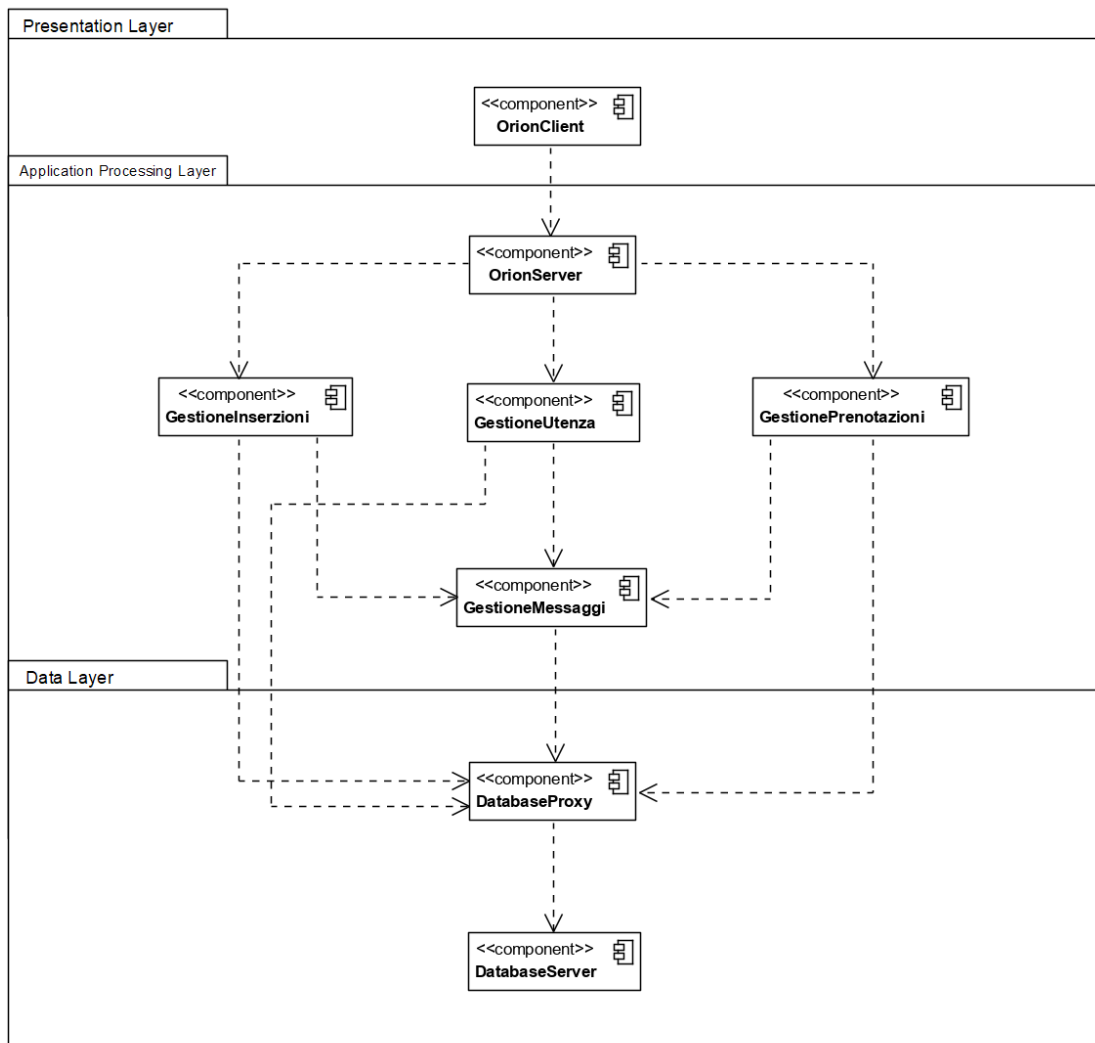 Presentation Layer
<<component>>
OrionClient
Application Processing Layer
<<component>>
OrionServer
<<component>>
GestioneInserzioni
<<component>>
GestioneUtenza
<<component>>
GestionePrenotazioni
<<component>>
GestioneMessaggi
Data Layer
<<component>>
DatabaseProxy
<<component>>
DatabaseServer